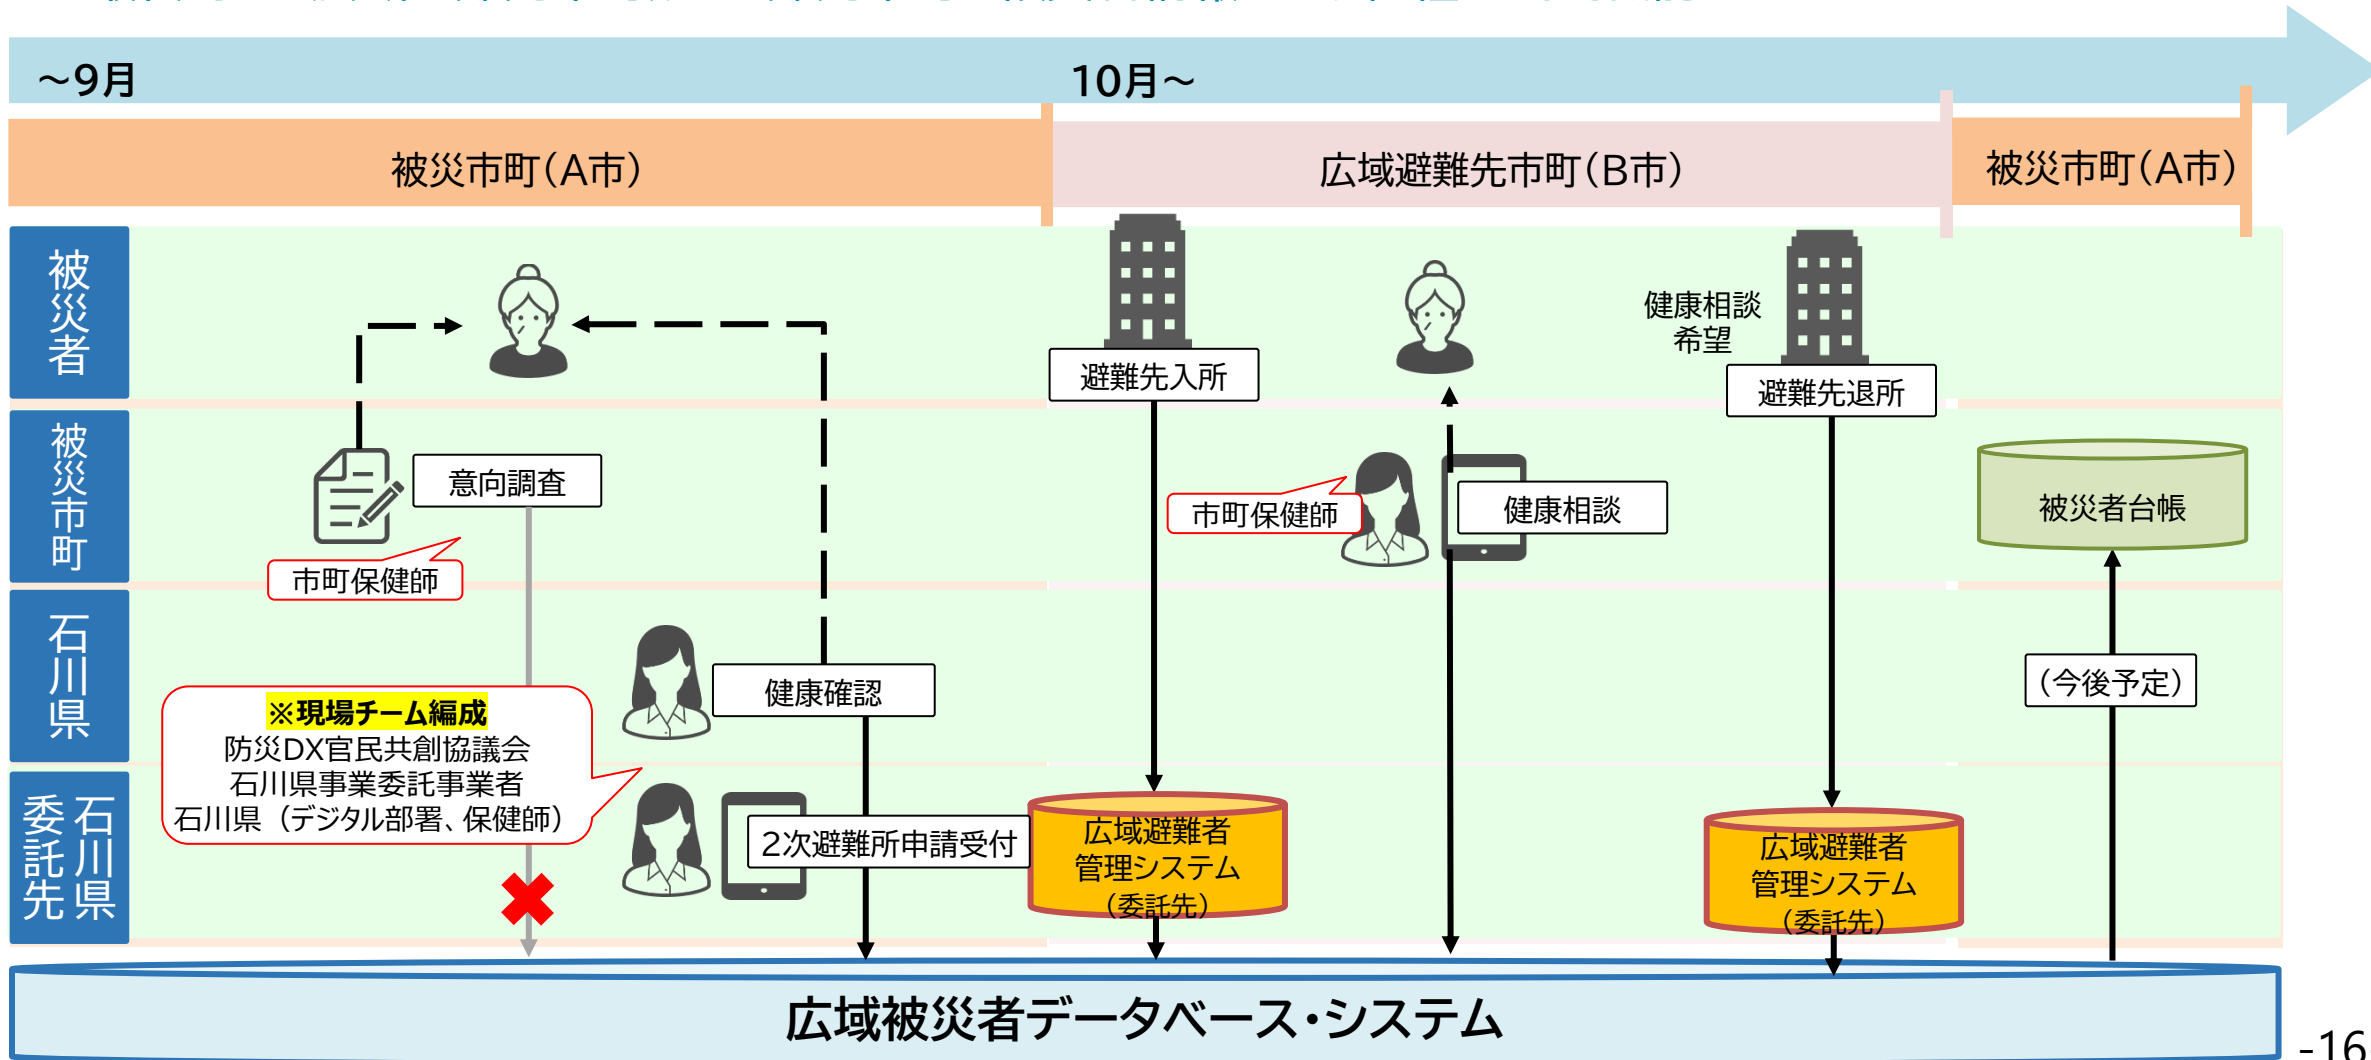 ～9月
10月～
被災市町（A市）
広域避難先市町（B市）
被災市町（A市）
被災者
健康相談
希望
避難先入所
避難先退所
被災市町
意向調査
市町保健師
市町保健師
健康相談
被災者台帳
石川県
健康確認
（今後予定）
※現場チーム編成
防災DX官民共創協議会
石川県事業委託事業者
石川県（デジタル部署、保健師）
石川県
委託先
2次避難所申請受付
広域避難者
管理システム
（委託先）
広域避難者
管理システム
（委託先）
広域被災者データベース・システム
-16-